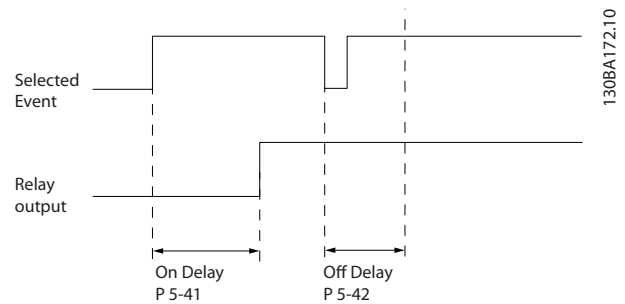 130BA172.10
Selected
Event
Relay
output
On Delay
P 5-41
Off Delay
P 5-42